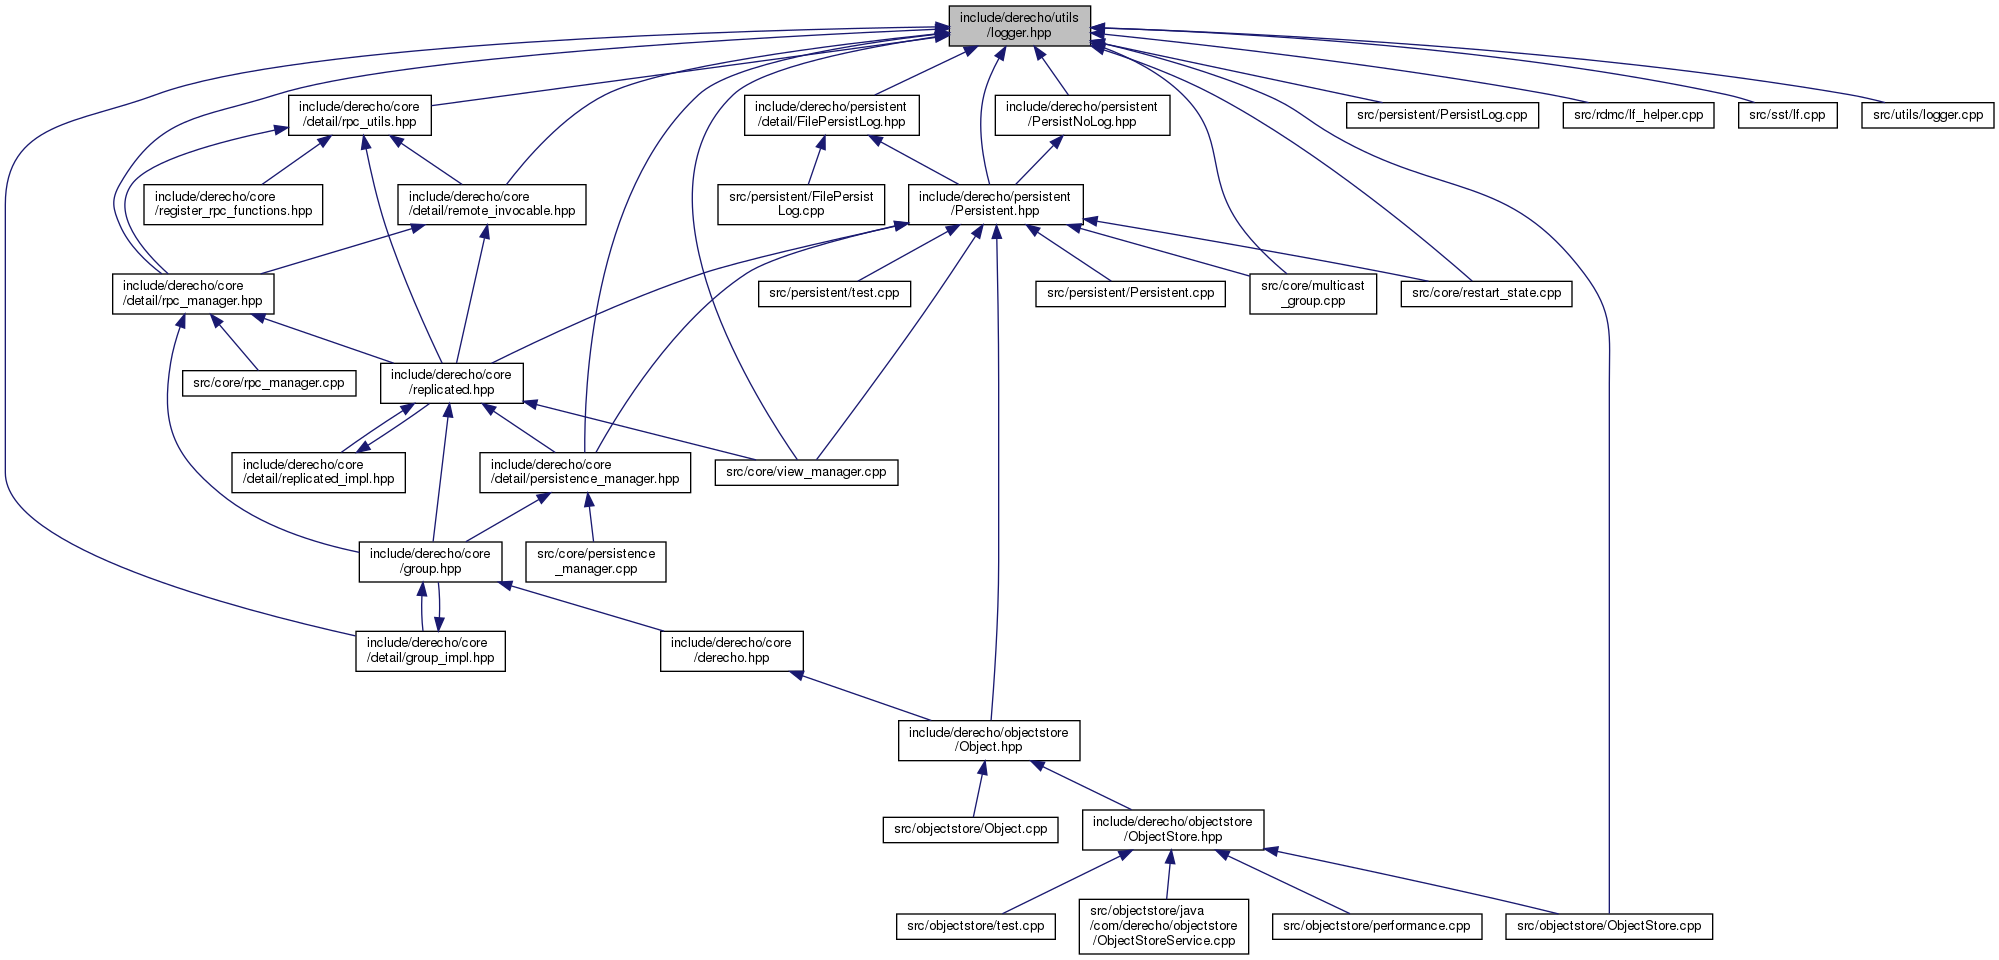 include/derecho/utils
/logger.hpp
include/derecho/core
/detail/rpc_utils.hpp
include/derecho/persistent
/detail/FilePersistLog.hpp
include/derecho/persistent
/PersistNoLog.hpp
src/persistent/PersistLog.cpp
src/rdmc/lf_helper.cpp
src/sst/lf.cpp
src/utils/logger.cpp
include/derecho/core
/register_rpc_functions.hpp
include/derecho/core
/detail/remote_invocable.hpp
src/persistent/FilePersist
Log.cpp
include/derecho/persistent
/Persistent.hpp
include/derecho/core
/detail/rpc_manager.hpp
src/persistent/test.cpp
src/persistent/Persistent.cpp
src/core/multicast
_group.cpp
src/core/restart_state.cpp
src/core/rpc_manager.cpp
include/derecho/core
/replicated.hpp
include/derecho/core
/detail/replicated_impl.hpp
include/derecho/core
/detail/persistence_manager.hpp
src/core/view_manager.cpp
include/derecho/core
/group.hpp
src/core/persistence
_manager.cpp
include/derecho/core
/detail/group_impl.hpp
include/derecho/core
/derecho.hpp
include/derecho/objectstore
/Object.hpp
src/objectstore/Object.cpp
include/derecho/objectstore
/ObjectStore.hpp
src/objectstore/test.cpp
src/objectstore/java
/com/derecho/objectstore
/ObjectStoreService.cpp
src/objectstore/performance.cpp
src/objectstore/ObjectStore.cpp